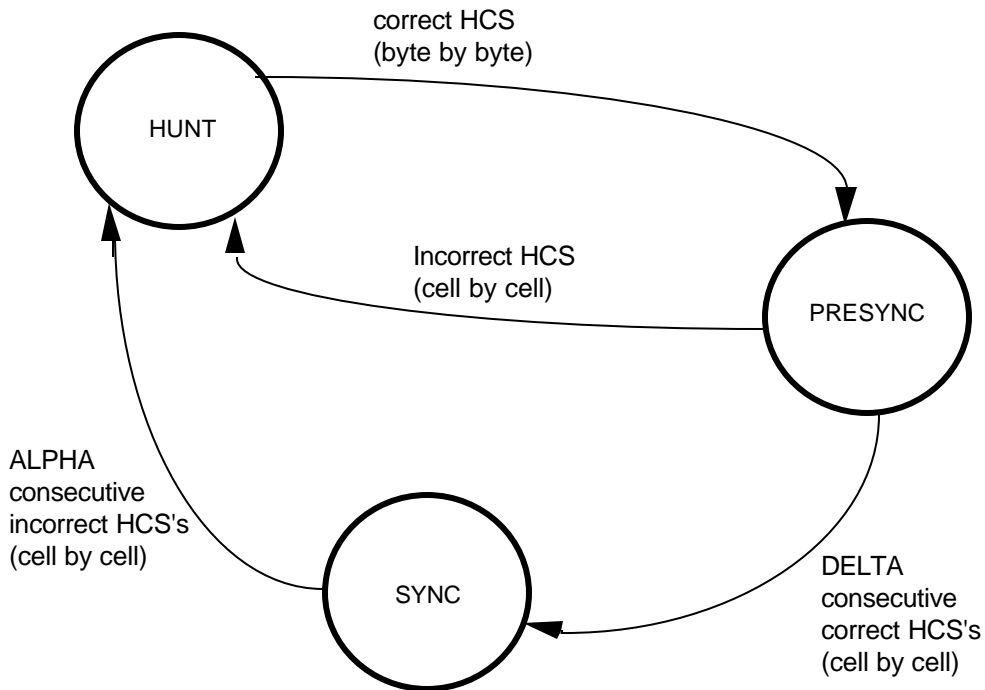 correct HCS
(byte by byte)
HUNT
Incorrect HCS
(cell by cell)
PRESYNC
ALPHA
consecutive
incorrect HCS's
(cell by cell)
SYNC
DELTA
consecutive
correct HCS's
(cell by cell)